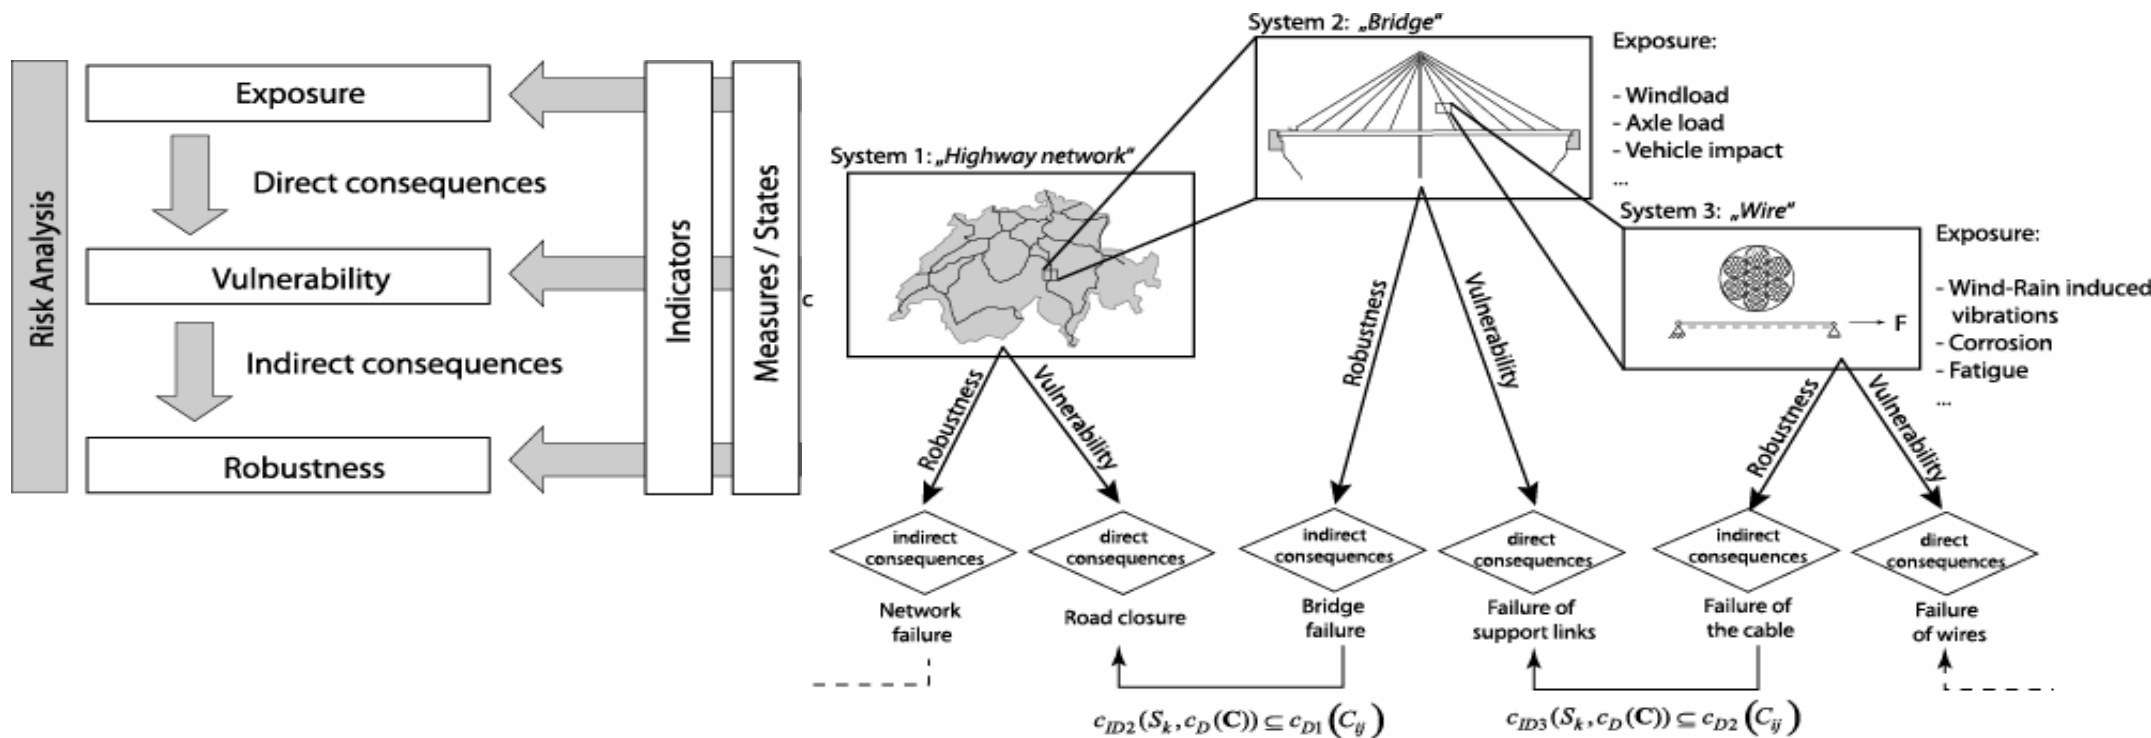 Risk Analysis
Exposure
Direct consequences
Vulnerability
Indirect consequences
Robustness
Indicators
Measures / States
c
System 1: „Highway network“
Robustness
Vulnerability
indirect
consequences
Network
failure
direct
consequences
Road closure
System 2: „Bridge“
Exposure:
- Windload
- Axle load
- Vehicle impact
...
Robustness
Vulnerability
indirect
consequences
Bridge
failure
direct
consequences
Failure of
support links
System 3: „Wire“
F
Exposure:
- Wind-Rain induced
vibrations
- Corrosion
- Fatigue
...
Robustness
Vulnerability
indirect
consequences
Failure of
the cable
direct
consequences
Failure
of wires
c_{ID2}(S_k, c_D(C)) ⊆ c_{D1}(C_{ij})
c_{ID3}(S_k, c_D(C)) ⊆ c_{D2}(C_{ij})